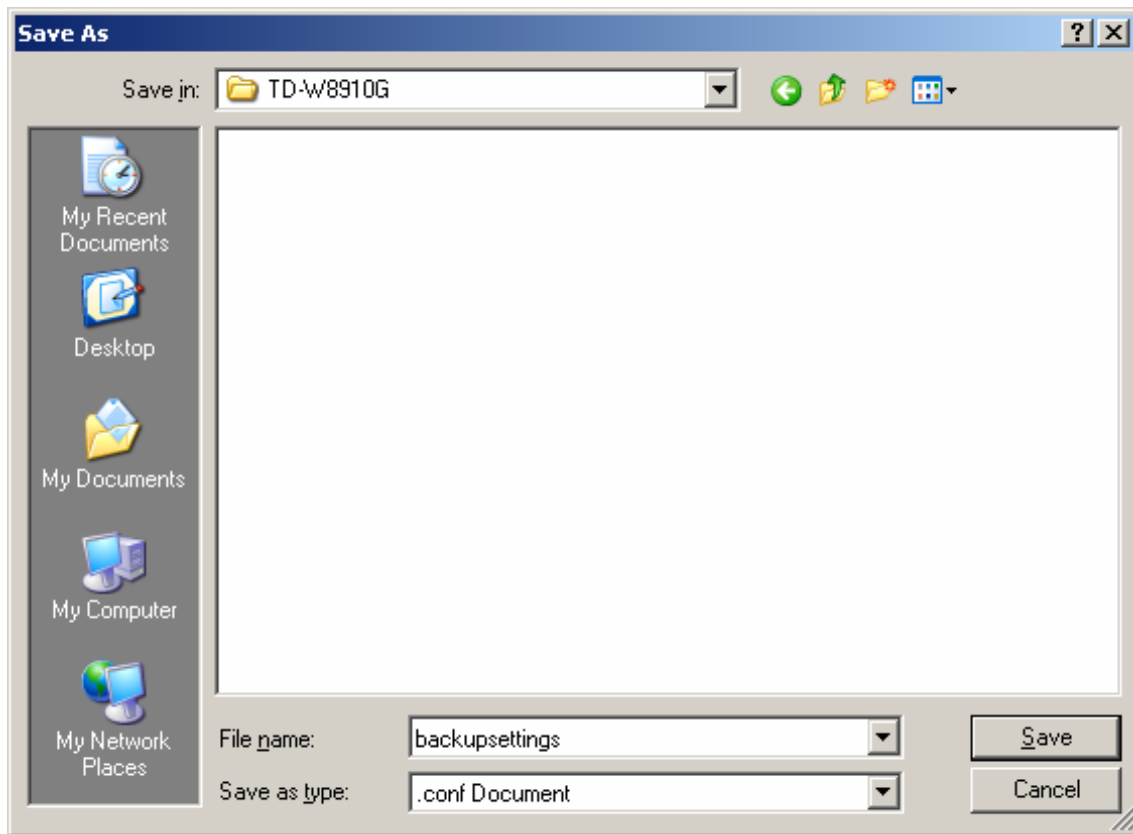 Save As
Save in: TD-W8910G
My Recent
Documents
Desktop
My Documents
My Computer
My Network
Places
File name: backupsettings Save
Save as type: .conf Document Cancel